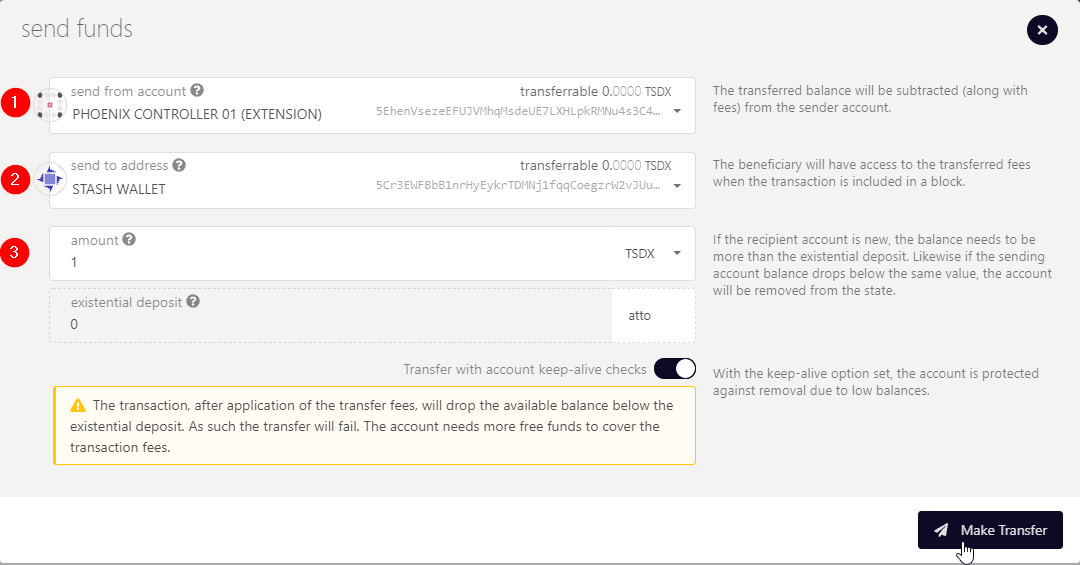 send funds
1
send from account
transferrable 0.0000 TSDX
PHOENIX CONTROLLER 01 (EXTENSION)
5EhenVsezeEFUJVMhqMsdeUE7LXHLpkRMNu4s3C4…
The transferred balance will be subtracted (along with
fees) from the sender account.
2
send to address
transferrable 0.0000 TSDX
STASH WALLET
5Cr3EWFBbB1nrHyEykrTDMNj1fqqCoegzrW2vJUu…
The beneficiary will have access to the transferred fees
when the transaction is included in a block.
3
amount
1
TSDX
If the recipient account is new, the balance needs to be
more than the existential deposit. Likewise if the sending
account balance drops below the same value, the account
will be removed from the state.
existential deposit
0
atto
Transfer with account keep-alive checks
With the keep-alive option set, the account is protected
against removal due to low balances.
The transaction, after application of the transfer fees, will drop the available balance below the
existential deposit. As such the transfer will fail. The account needs more free funds to cover the
transaction fees.
Make Transfer